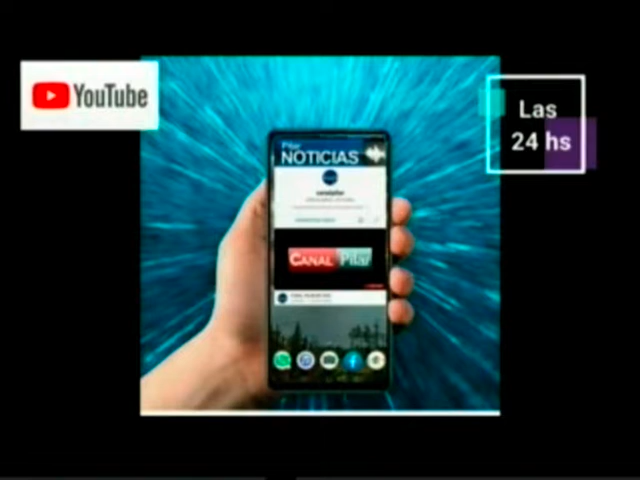 YouTube
Las
24 hs
Pilar
NOTICIAS
CANAL Pilar